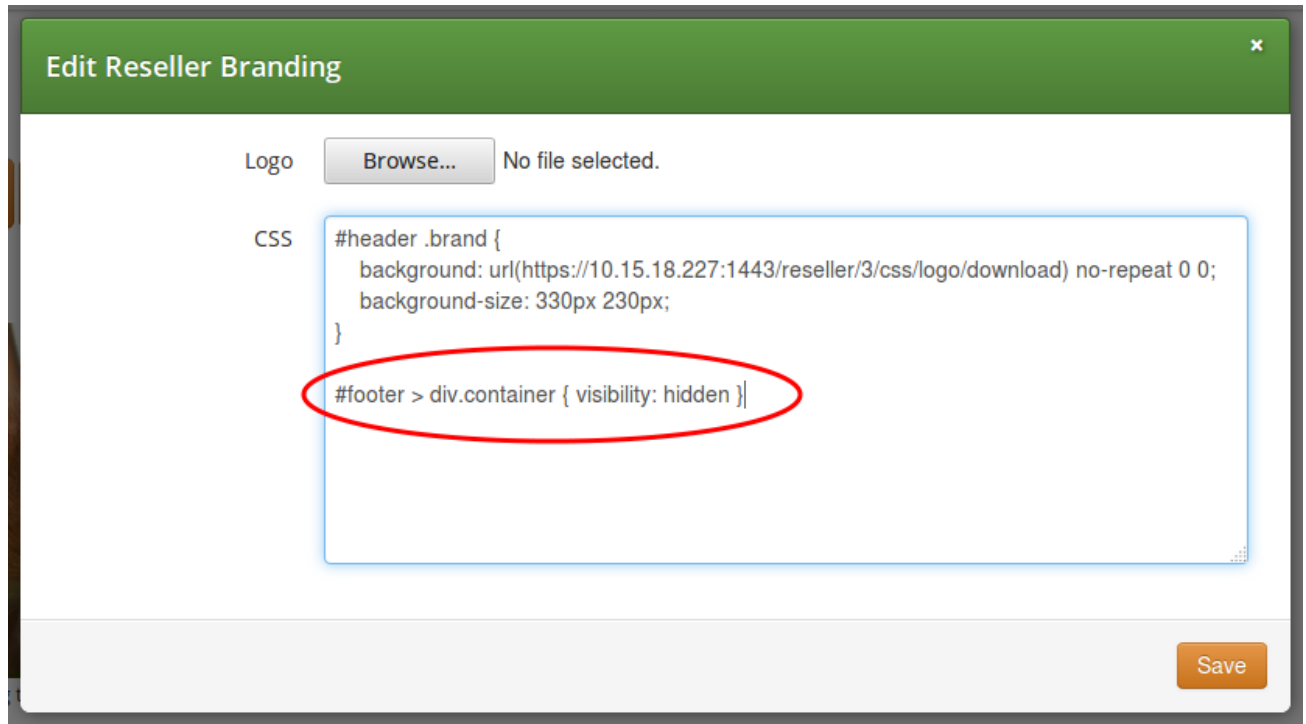 Edit Reseller Branding
×
Logo
Browse...
No file selected.
CSS
#header .brand {
    background: url(https://10.15.18.227:1443/reseller/3/css/logo/download) no-repeat 0 0;
    background-size: 330px 230px;
}
#footer > div.container { visibility: hidden }
Save